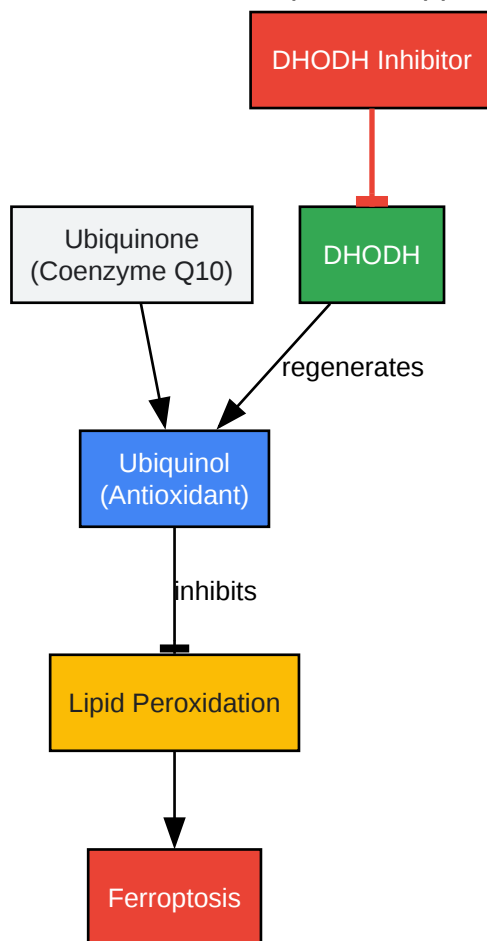 DHODH Inhibitor
Ubiquinone
(Coenzyme Q10)
DHODH
regenerates
Ubiquinol
(Antioxidant)
inhibits
Lipid Peroxidation
Ferroptosis